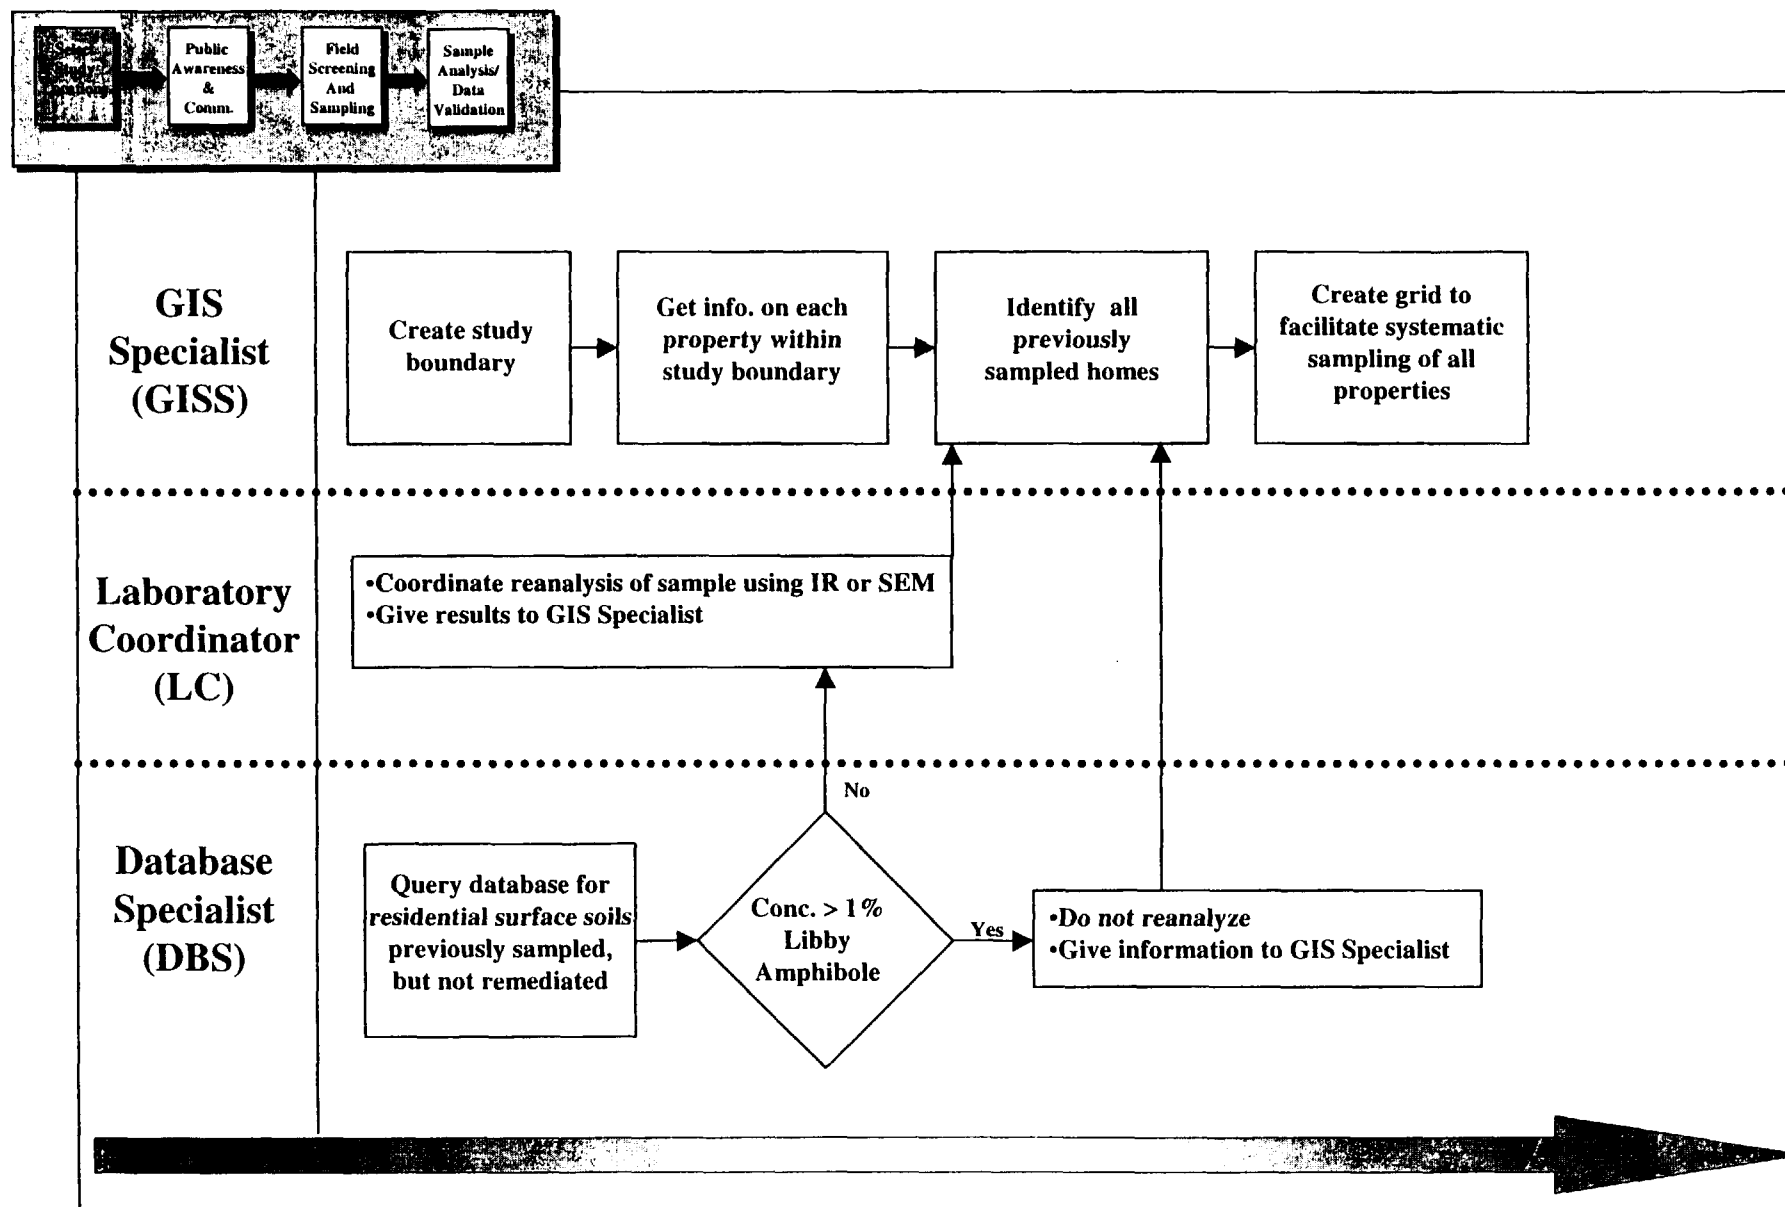 Select
Study
Locations
Public
Awareness
&
Comm.
Field
Screening
And
Sampling
Sample
Analysis/
Data
Validation
GIS
Specialist
(GISS)
Create study
boundary
Get info. on each
property within
study boundary
Identify all
previously
sampled homes
Create grid to
facilitate systematic
sampling of all
properties
Laboratory
Coordinator
(LC)
•Coordinate reanalysis of sample using IR or SEM
•Give results to GIS Specialist
No
Database
Specialist
(DBS)
Query database for
residential surface soils
previously sampled,
but not remediated
Conc. > 1%
Libby
Amphibole
Yes
•Do not reanalyze
•Give information to GIS Specialist